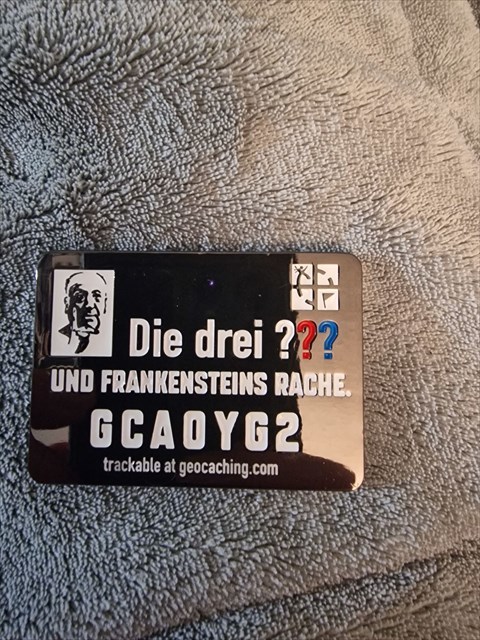 Die drei ???
UND FRANKENSTEINS RACHE.
GCA0YG2
trackable at geocaching.com